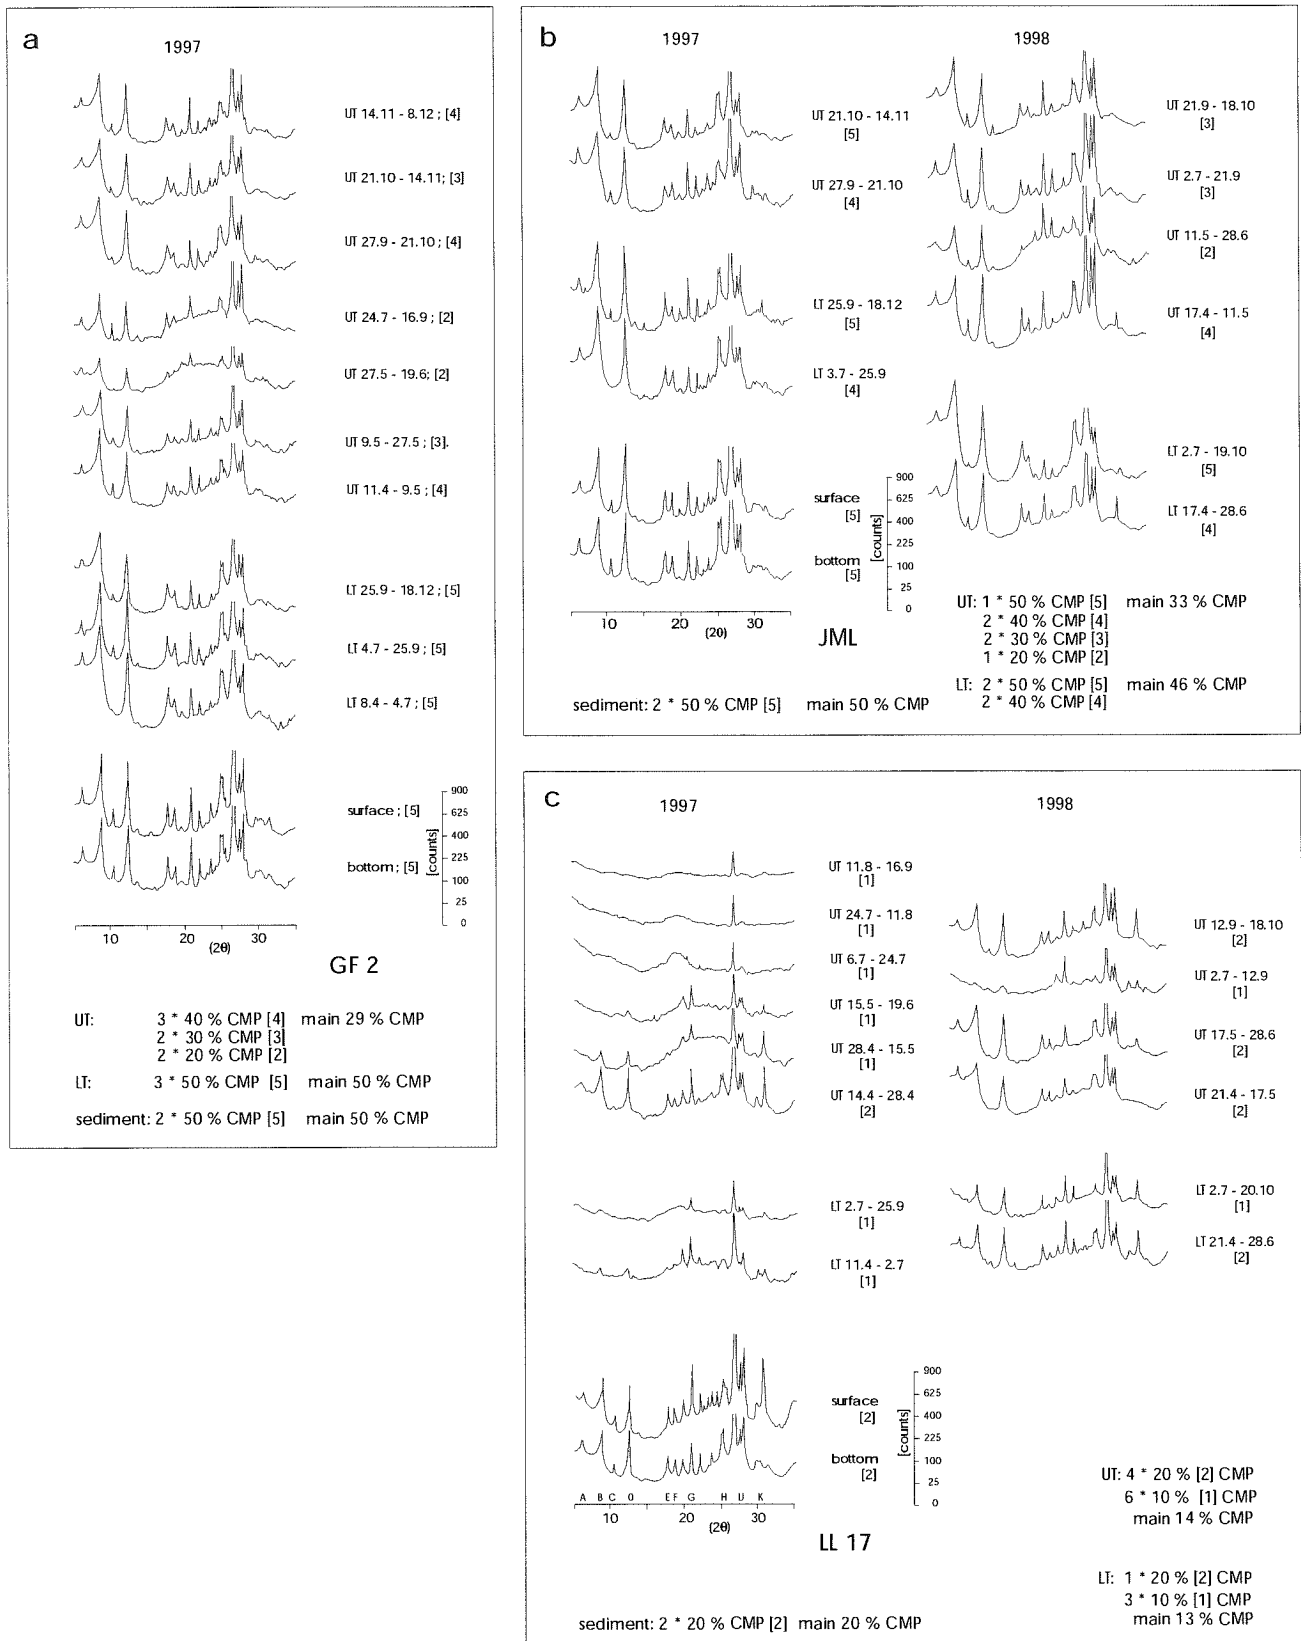 a
1997
UT 14.11 - 8.12 ; [4]
UT 21.10 - 14.11; [3]
UT 27.9 - 21.10 ; [4]
UT 24.7 - 16.9 ; [2]
UT 27.5 - 19.6; [2]
UT 9.5 - 27.5 ; [3].
UT 11.4 - 9.5 ; [4]
LT 25.9 - 18.12 ; [5]
LT 4.7 - 25.9 ; [5]
LT 8.4 - 4.7 ; [5]
surface ; [5]
bottom ; [5]
[counts]
900
625
400
225
100
25
0
10 20 30
(2θ)
GF 2
UT: 3 * 40 % CMP [4] main 29 % CMP
2 * 30 % CMP [3]
2 * 20 % CMP [2]
LT: 3 * 50 % CMP [5] main 50 % CMP
sediment: 2 * 50 % CMP [5] main 50 % CMP
b
1997
UT 21.10 - 14.11
[5]
UT 27.9 - 21.10
[4]
LT 25.9 - 18.12
[5]
LT 3.7 - 25.9
[4]
surface
[5]
bottom
[5]
[counts]
900
625
400
225
100
25
0
10 20 30
(2θ)
JML
1998
UT 21.9 - 18.10
[3]
UT 2.7 - 21.9
[3]
UT 11.5 - 28.6
[2]
UT 17.4 - 11.5
[4]
LT 2.7 - 19.10
[5]
LT 17.4 - 28.6
[4]
UT: 1 * 50 % CMP [5] main 33 % CMP
2 * 40 % CMP [4]
2 * 30 % CMP [3]
1 * 20 % CMP [2]
LT: 2 * 50 % CMP [5] main 46 % CMP
2 * 40 % CMP [4]
sediment: 2 * 50 % CMP [5] main 50 % CMP
c
1997
UT 11.8 - 16.9
[1]
UT 24.7 - 11.8
[1]
UT 6.7 - 24.7
[1]
UT 15.5 - 19.6
[1]
UT 28.4 - 15.5
[1]
UT 14.4 - 28.4
[2]
LT 2.7 - 25.9
[1]
LT 11.4 - 2.7
[1]
surface
[2]
bottom
[2]
[counts]
900
625
400
225
100
25
0
A B C 0 E F G H IJ K
10 20 30
(2θ)
LL 17
1998
UT 12.9 - 18.10
[2]
UT 2.7 - 12.9
[1]
UT 17.5 - 28.6
[2]
UT 21.4 - 17.5
[2]
LT 2.7 - 20.10
[1]
LT 21.4 - 28.6
[2]
UT: 4 * 20 % [2] CMP
6 * 10 % [1] CMP
main 14 % CMP
LT: 1 * 20 % [2] CMP
3 * 10 % [1] CMP
main 13 % CMP
sediment: 2 * 20 % CMP [2] main 20 % CMP